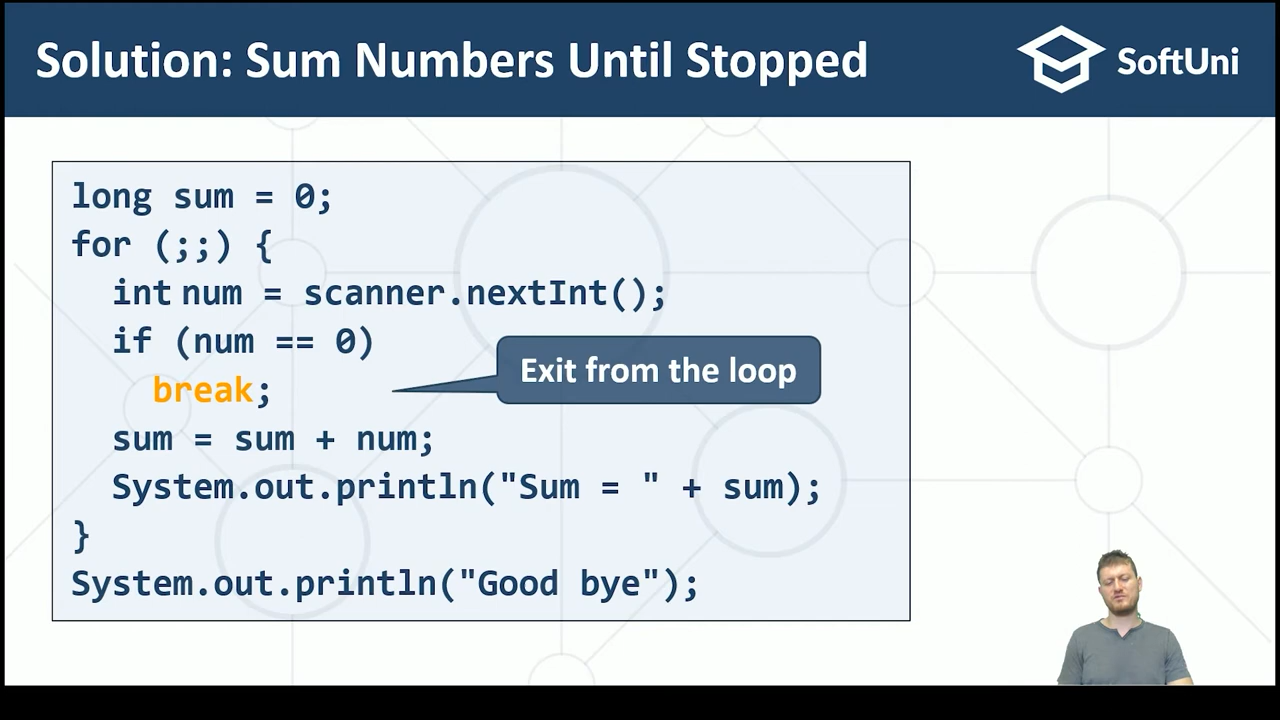 Solution: Sum Numbers Until Stopped
SoftUni
long sum = 0;
for (;;) {
int num = scanner.nextInt();
if (num == 0)
break;
Exit from the loop
sum = sum + num;
System.out.println("Sum = " + sum);
}
System.out.println("Good bye");